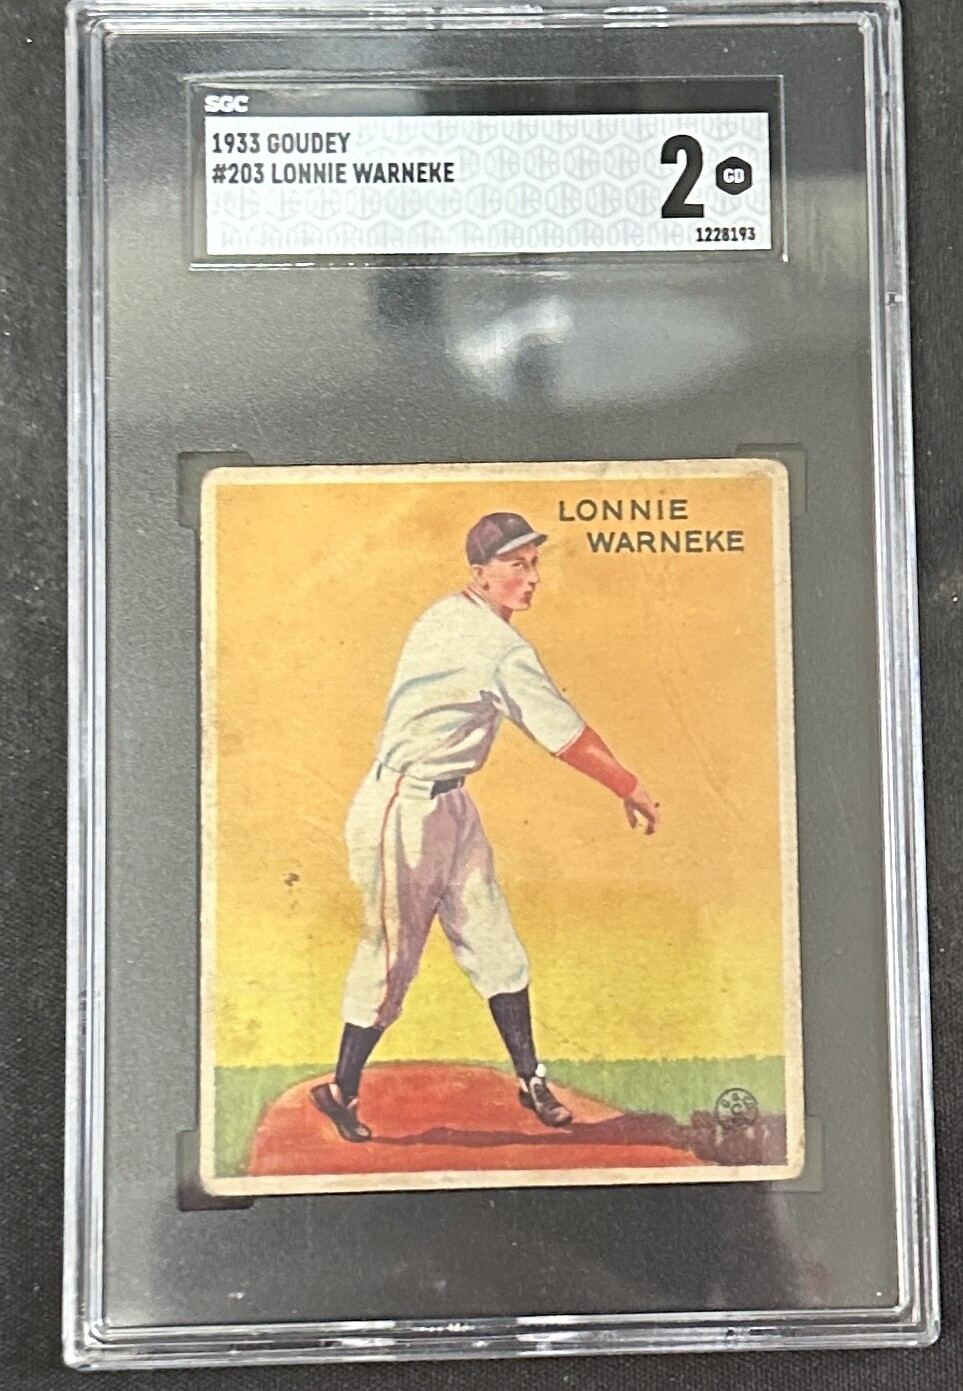 SGC
1933 GOUDEY
#203 LONNIE WARNEKE
2 GD
1228193
LONNIE
WARNEKE